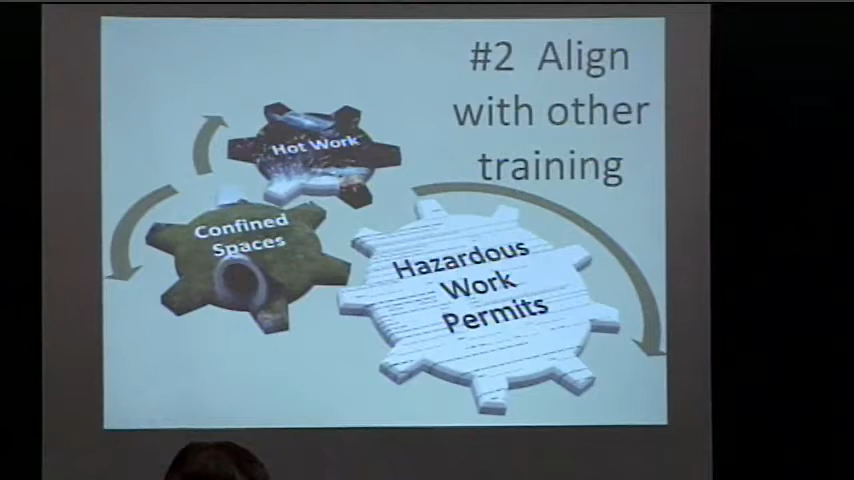 #2 Align
with other
training
Hot Work
Confined
Spaces
Hazardous
Work
Permits